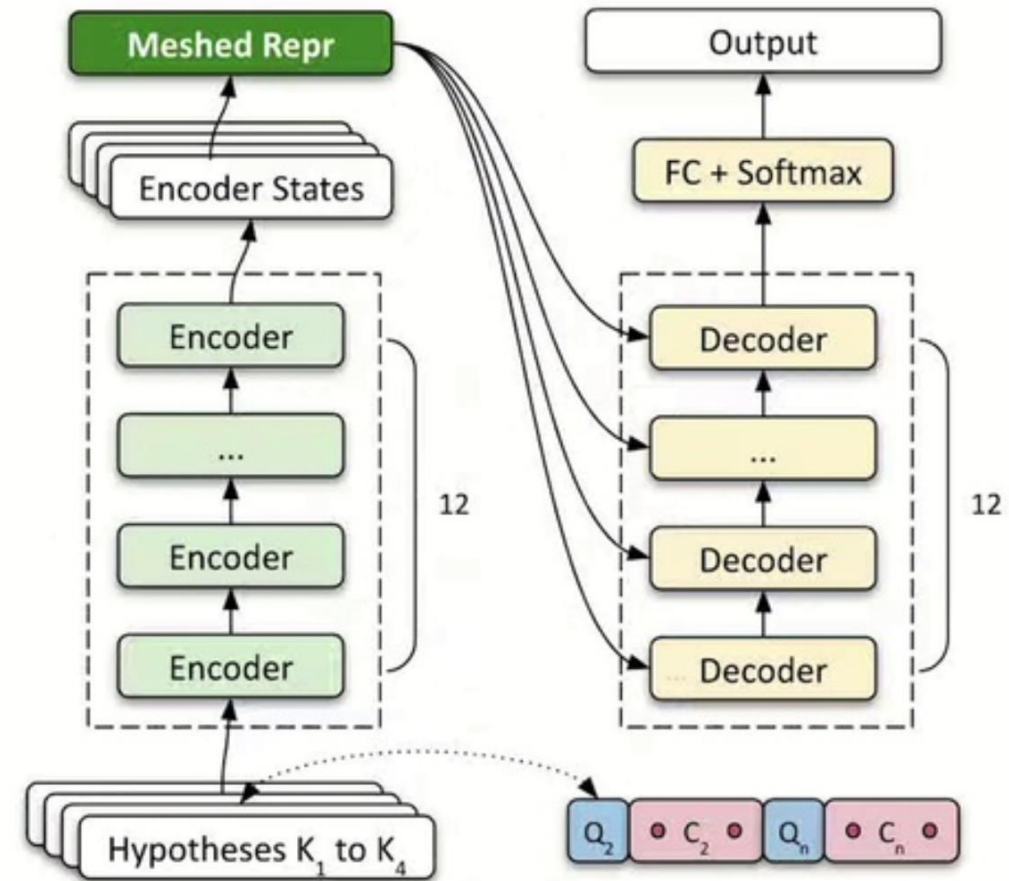 Meshed Repr
Encoder States
Encoder
...
Encoder
Encoder
12
Hypotheses K1 to K4
Output
FC + Softmax
Decoder
...
Decoder
... Decoder
12
Q2 C2 Qn Cn